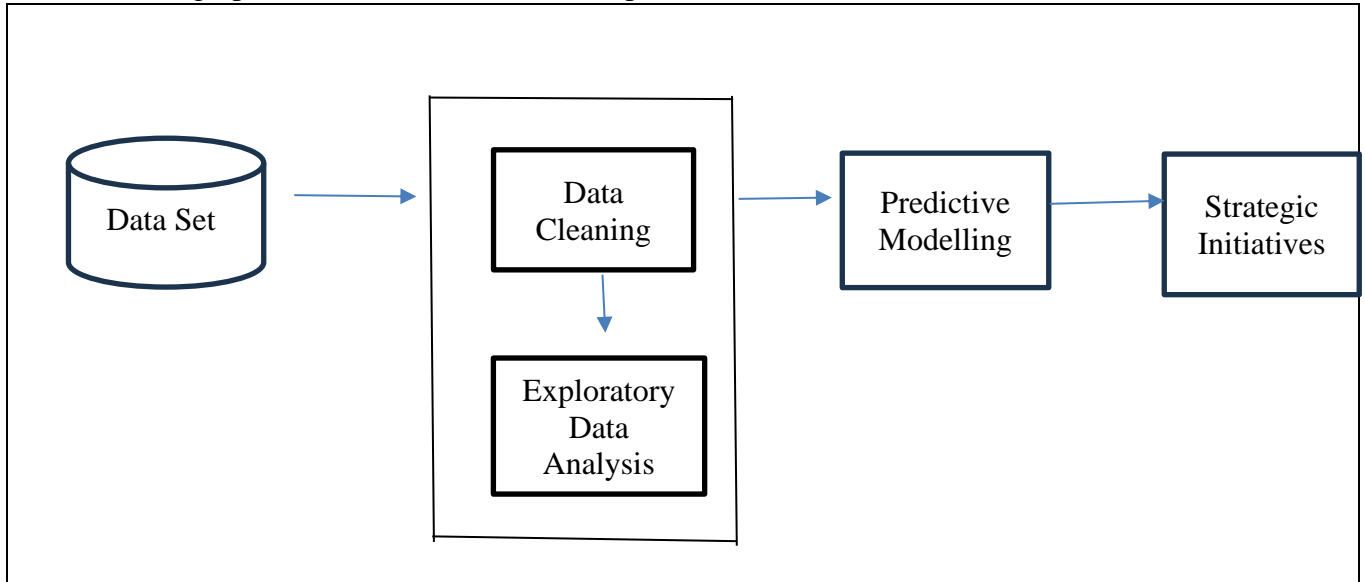 Data Set
Data
Cleaning
Exploratory
Data
Analysis
Predictive
Modelling
Strategic
Initiatives